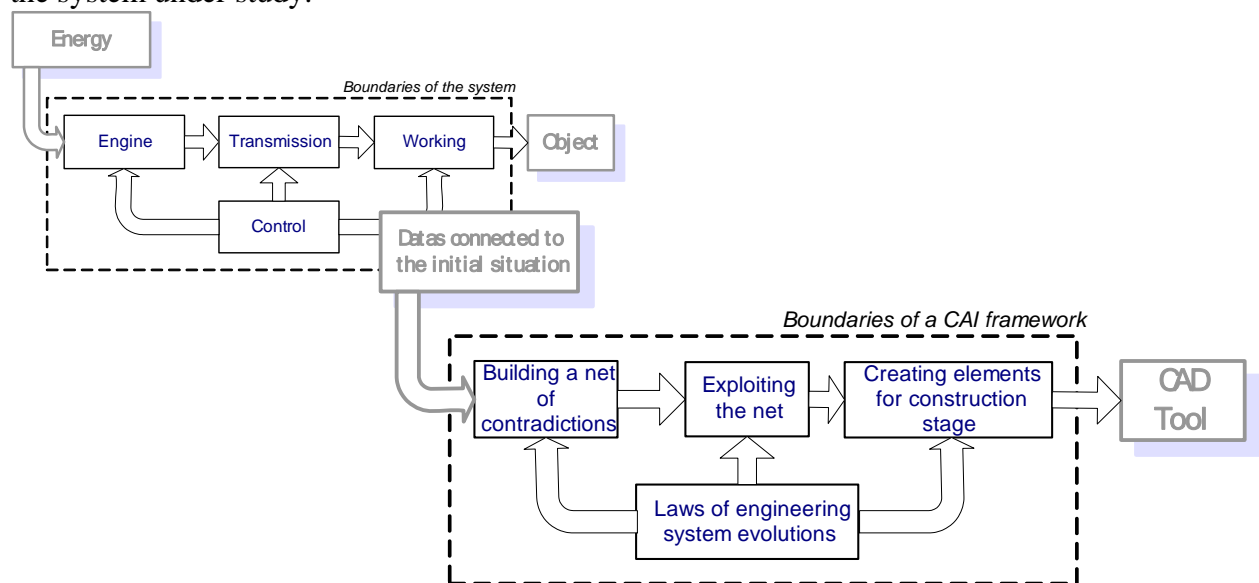 the system under study.
Energy
Boundaries of the system
Engine
Transmission
Working
Object
Control
Datas connected to
the initial situation
Boundaries of a CAI framework
Building a net
of
contradictions
Exploiting
the net
Creating elements
for construction
stage
CAD
Tool
Laws of engineering
system evolutions